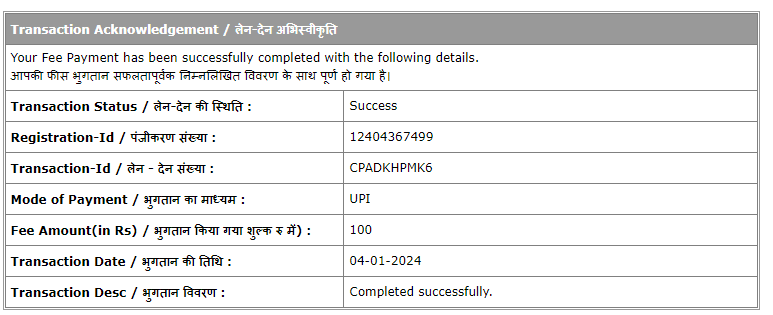 Transaction Acknowledgement / लेन-देन अभिस्वीकृति
Your Fee Payment has been successfully completed with the following details.
आपकी फीस भुगतान सफलतापूर्वक निम्नलिखित विवरण के साथ पूर्ण हो गया है।
Transaction Status / लेन-देन की स्थिति : Success
Registration-Id / पंजीकरण संख्या : 12404367499
Transaction-Id / लेन - देन संख्या : CPADKHPMK6
Mode of Payment / भुगतान का माध्यम : UPI
Fee Amount(in Rs) / भुगतान किया गया शुल्क रु में) : 100
Transaction Date / भुगतान की तिथि : 04-01-2024
Transaction Desc / भुगतान विवरण : Completed successfully.